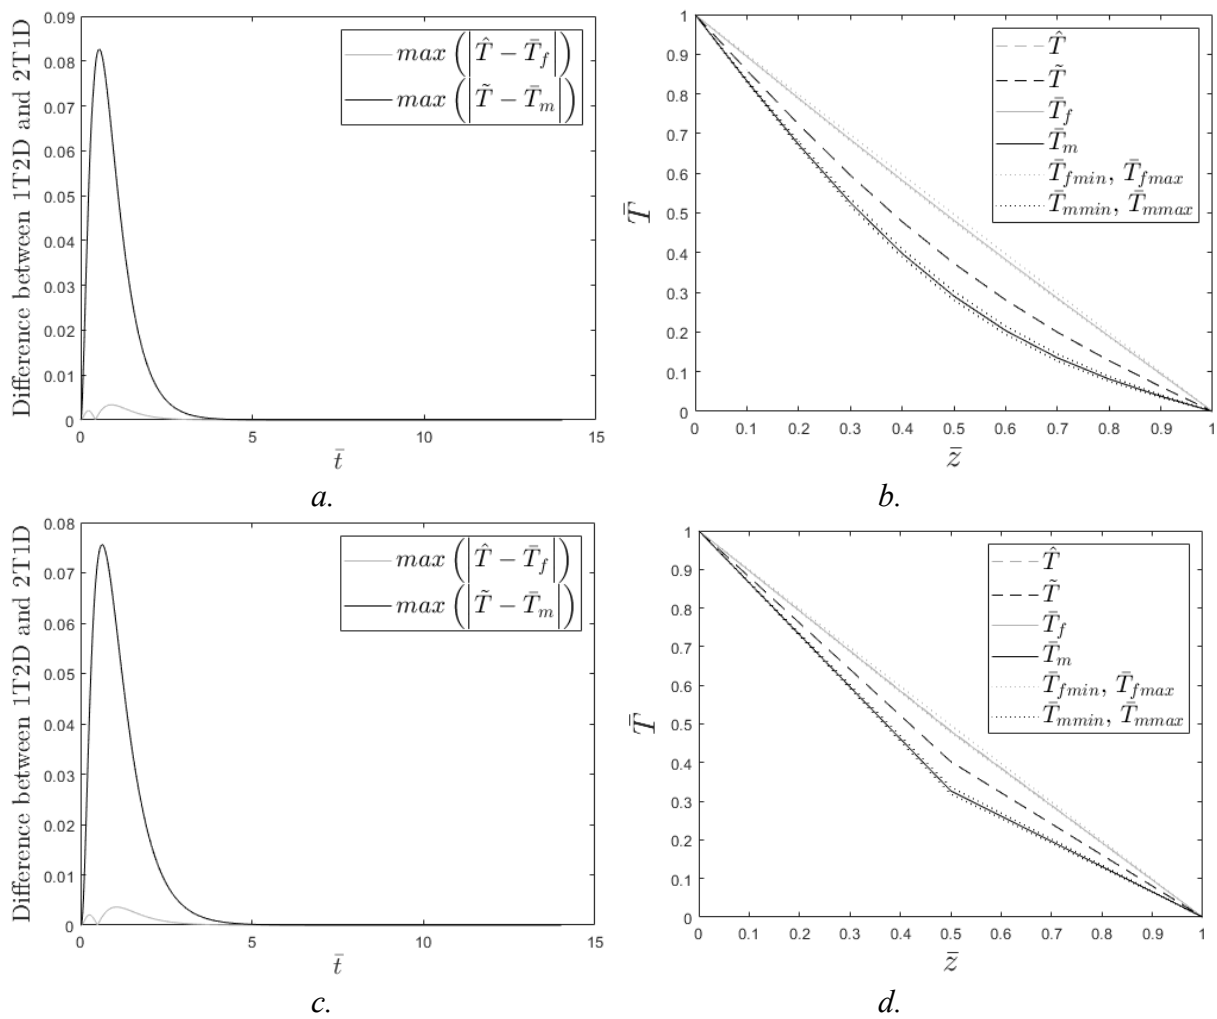 Difference between 1T2D and 2T1D
0.09
0.08
0.07
0.06
0.05
0.04
0.03
0.02
0.01
0
0 5 10 15
t̄
max(|T̂ − T̄_f|)
max(|T̃ − T̄_m|)
a.
T̄
1
0.9
0.8
0.7
0.6
0.5
0.4
0.3
0.2
0.1
0
0 0.1 0.2 0.3 0.4 0.5 0.6 0.7 0.8 0.9 1
z̄
T̂
T̃
T̄_f
T̄_m
T̄_fmin, T̄_fmax
T̄_mmin, T̄_mmax
b.
Difference between 1T2D and 2T1D
0.08
0.07
0.06
0.05
0.04
0.03
0.02
0.01
0
0 5 10 15
t̄
max(|T̂ − T̄_f|)
max(|T̃ − T̄_m|)
c.
T̄
1
0.9
0.8
0.7
0.6
0.5
0.4
0.3
0.2
0.1
0
0 0.1 0.2 0.3 0.4 0.5 0.6 0.7 0.8 0.9 1
z̄
T̂
T̃
T̄_f
T̄_m
T̄_fmin, T̄_fmax
T̄_mmin, T̄_mmax
d.